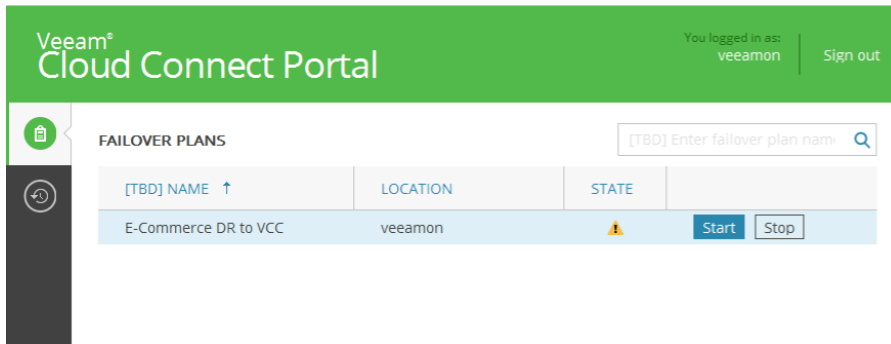 Veeam®
Cloud Connect Portal
You logged in as:
veeamon
Sign out
FAILOVER PLANS
[TBD] Enter failover plan name
[TBD] NAME ↑ LOCATION STATE
E-Commerce DR to VCC veeamon Start Stop